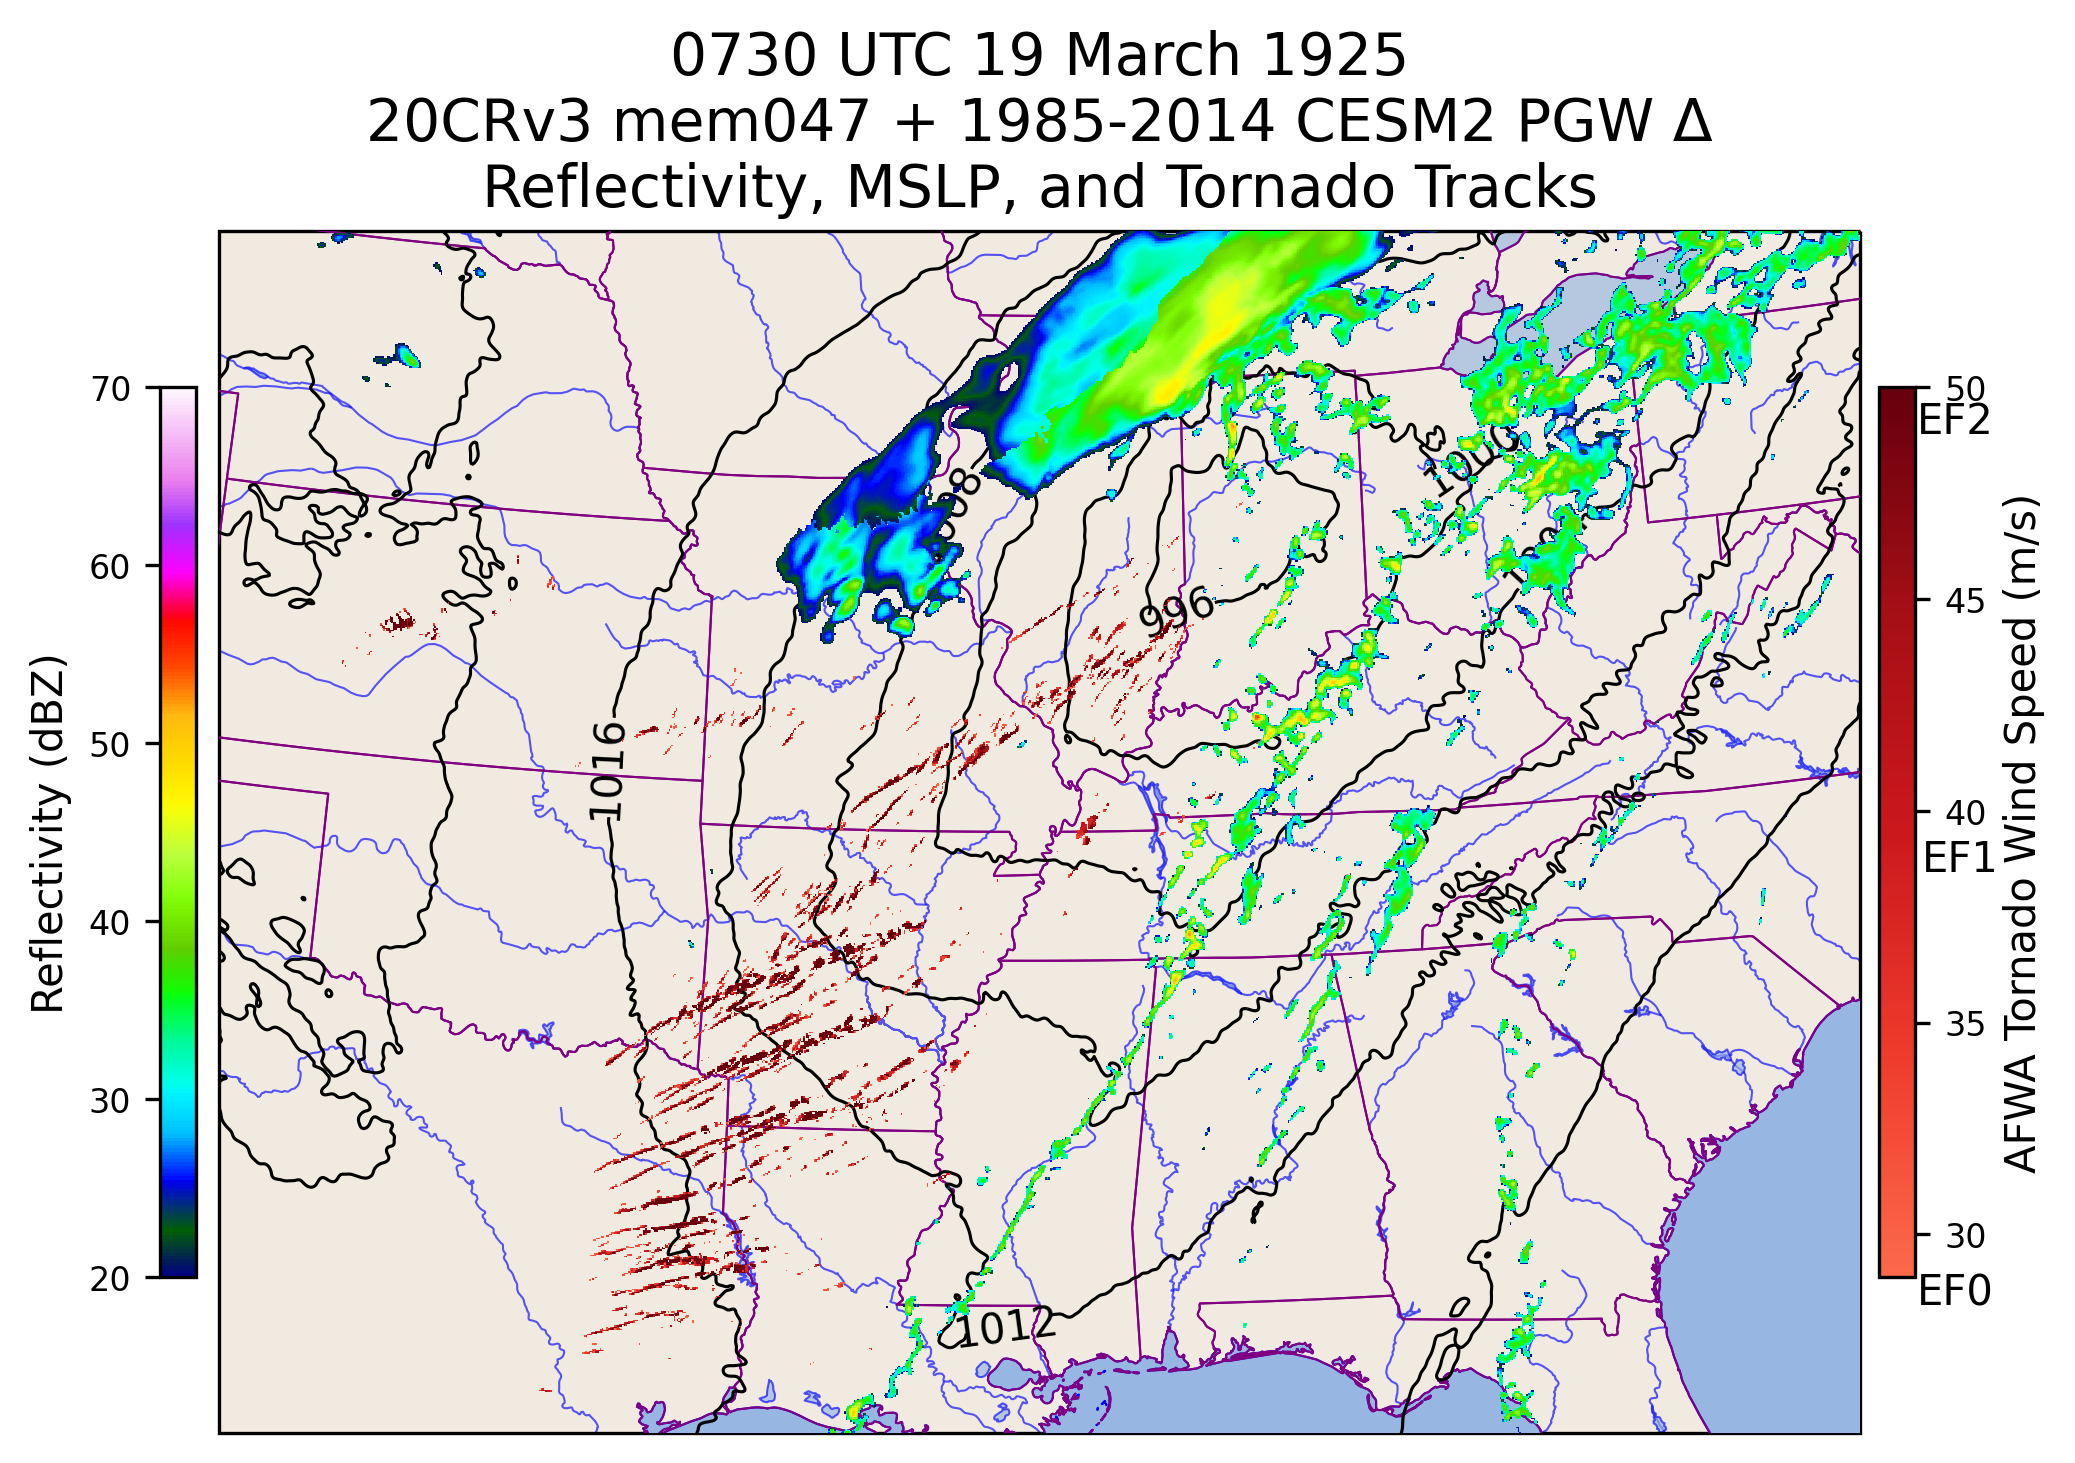 0730 UTC 19 March 1925
20CRv3 mem047 + 1985-2014 CESM2 PGW Δ
Reflectivity, MSLP, and Tornado Tracks
Reflectivity (dBZ)
70
60
50
40
30
20
1016
996
1012
50
EF2
45
40
EF1
35
30
EF0
AFWA Tornado Wind Speed (m/s)